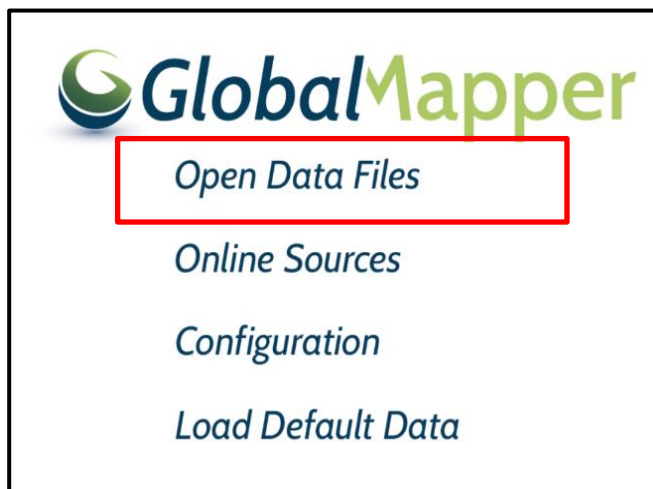 GlobalMapper
Open Data Files
Online Sources
Configuration
Load Default Data